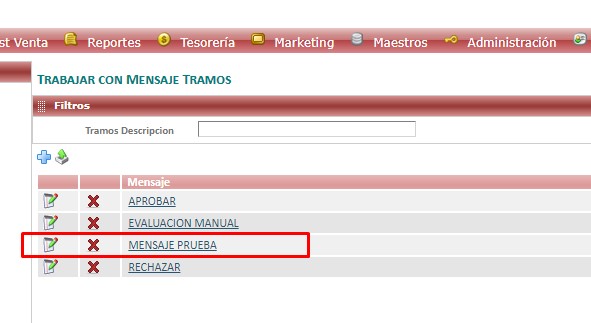 st Venta Reportes Tesorería Marketing Maestros Administración
TRABAJAR CON MENSAJE TRAMOS
Filtros
Tramos Descripcion
Mensaje
APROBAR
EVALUACION MANUAL
MENSAJE PRUEBA
RECHAZAR